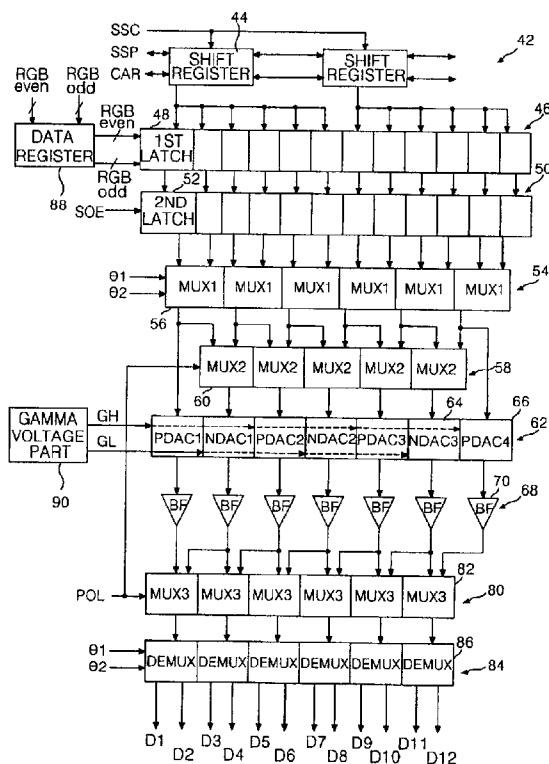 SSC
44
SSP
CAR
SHIFT REGISTER
SHIFT REGISTER
42
RGB even
RGB odd
RGB even
48
46
DATA REGISTER
1ST LATCH
88
RGB odd
52
50
SOE
2ND LATCH
θ1
θ2
MUX1 MUX1 MUX1 MUX1 MUX1 MUX1
54
56
MUX2 MUX2 MUX2 MUX2 MUX2
58
60
64
66
GAMMA VOLTAGE PART
GH
GL
PDAC1 NDAC1 PDAC2 NDAC2 PDAC3 NDAC3 PDAC4
62
90
70
BF BF BF BF BF BF BF
68
82
POL
MUX3 MUX3 MUX3 MUX3 MUX3 MUX3
80
86
θ1
θ2
DEMUX DEMUX DEMUX DEMUX DEMUX DEMUX
84
D1 D2 D3 D4 D5 D6 D7 D8 D9 D10 D11 D12